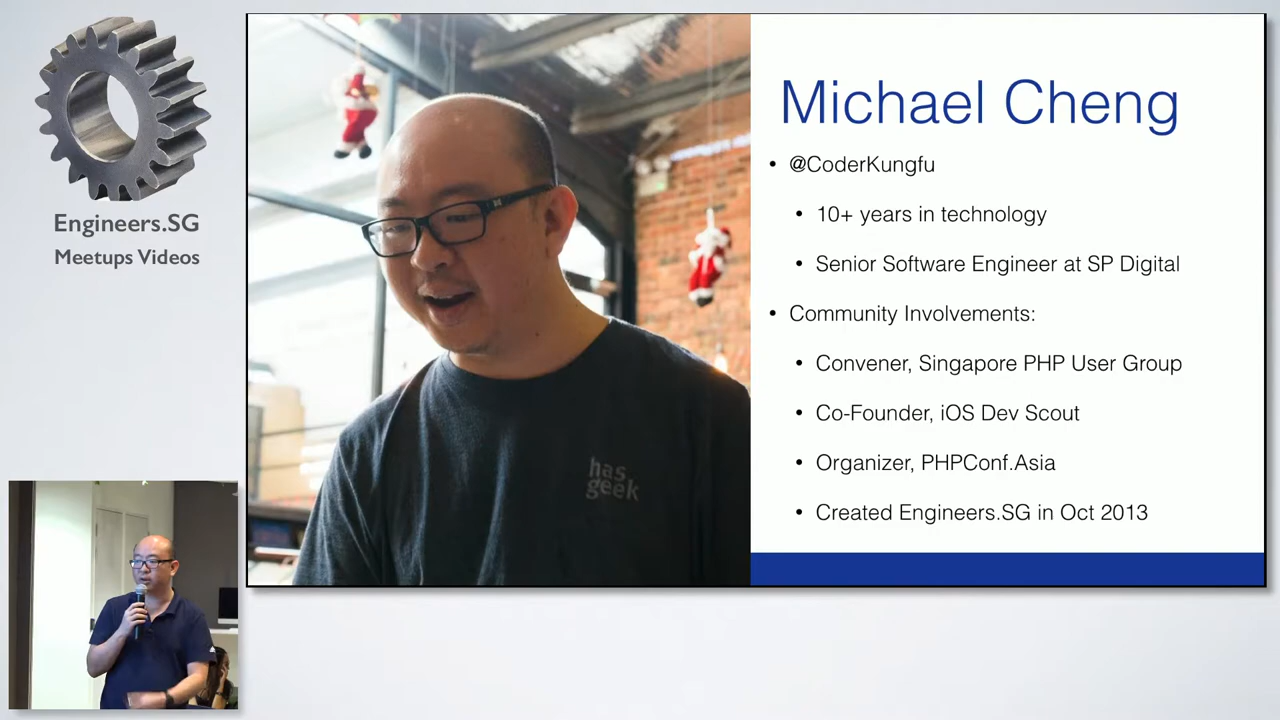 Engineers.SG
Meetups Videos
Michael Cheng
• @CoderKungfu
• 10+ years in technology
• Senior Software Engineer at SP Digital
• Community Involvements:
• Convener, Singapore PHP User Group
• Co-Founder, iOS Dev Scout
• Organizer, PHPConf.Asia
• Created Engineers.SG in Oct 2013
has
geek